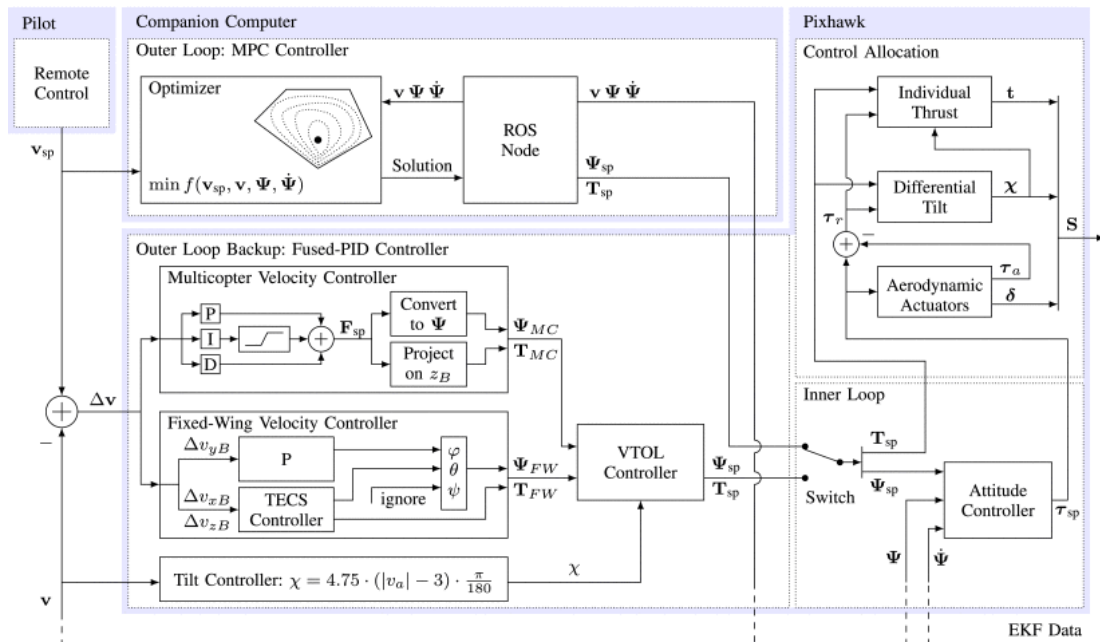 Pilot
Remote
Control
v_sp
Companion Computer
Outer Loop: MPC Controller
Optimizer
min f(v_sp, v, Ψ, Ψ̇)
v Ψ Ψ̇
Solution
ROS
Node
v Ψ Ψ̇
Ψ_sp
T_sp
Outer Loop Backup: Fused-PID Controller
Multicopter Velocity Controller
P
I
D
+
F_sp
Convert
to Ψ
Project
on z_B
Ψ_MC
T_MC
+
−
Δv
Fixed-Wing Velocity Controller
Δv_yB
P
Δv_xB
Δv_zB
TECS
Controller
ignore
φ
θ
ψ
Ψ_FW
T_FW
VTOL
Controller
Ψ_sp
T_sp
Tilt Controller: χ = 4.75 · (|v_a| − 3) · π/180
χ
v
Pixhawk
Control Allocation
Individual
Thrust
t
Differential
Tilt
χ
τ_r
+
−
Aerodynamic
Actuators
τ_a
δ
S
Inner Loop
T_sp
Ψ_sp
Switch
Attitude
Controller
τ_sp
Ψ
Ψ̇
EKF Data